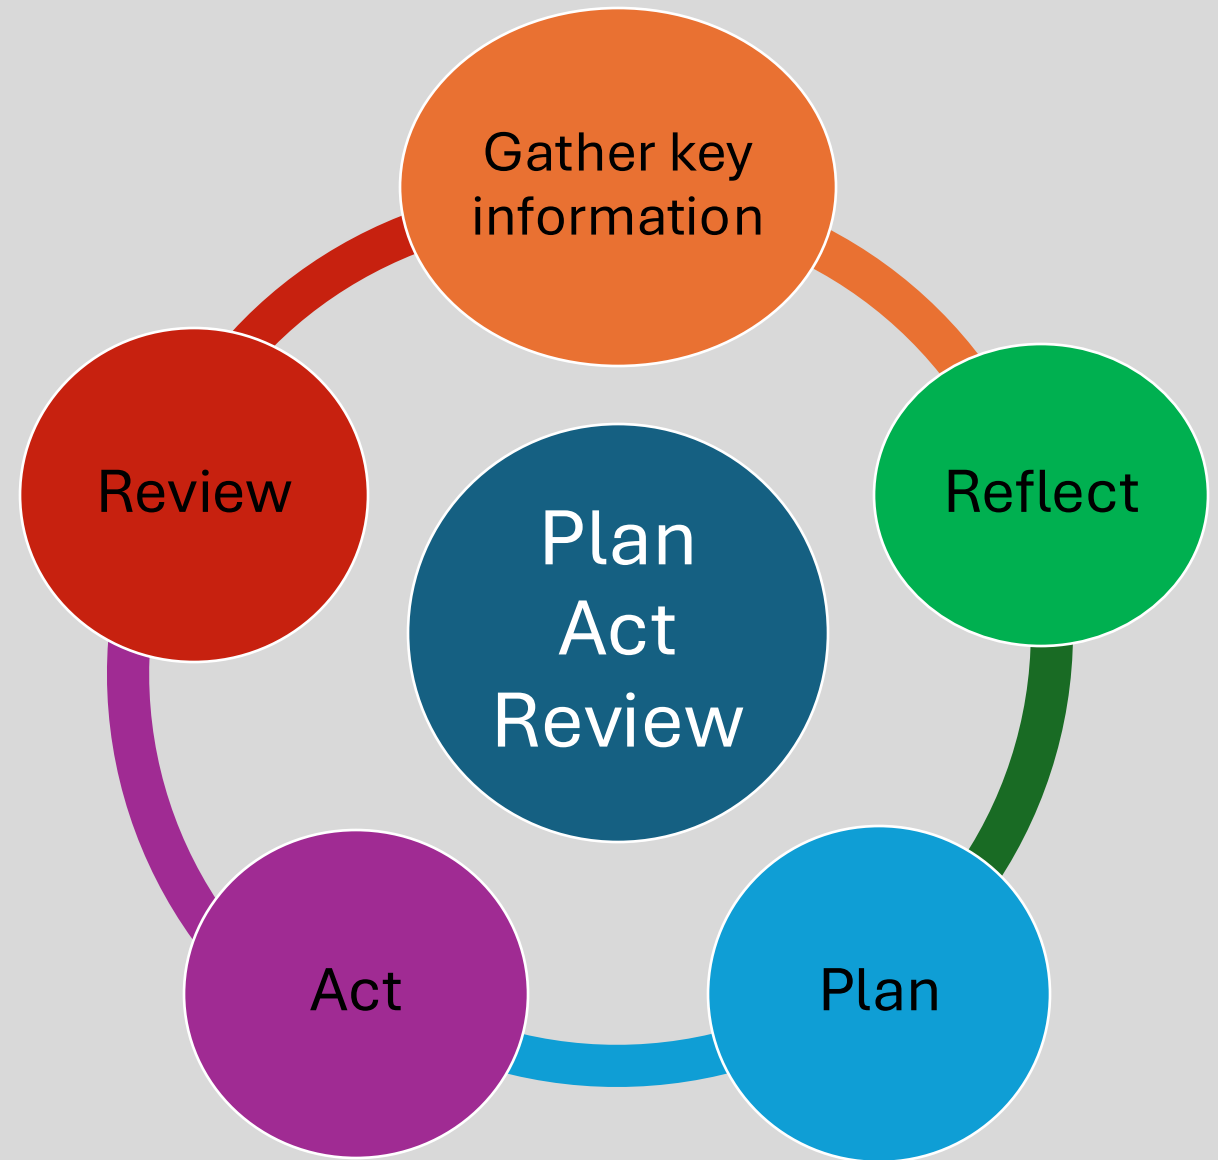 Gather key
information
Reflect
Plan
Act
Review
Plan
Act
Review